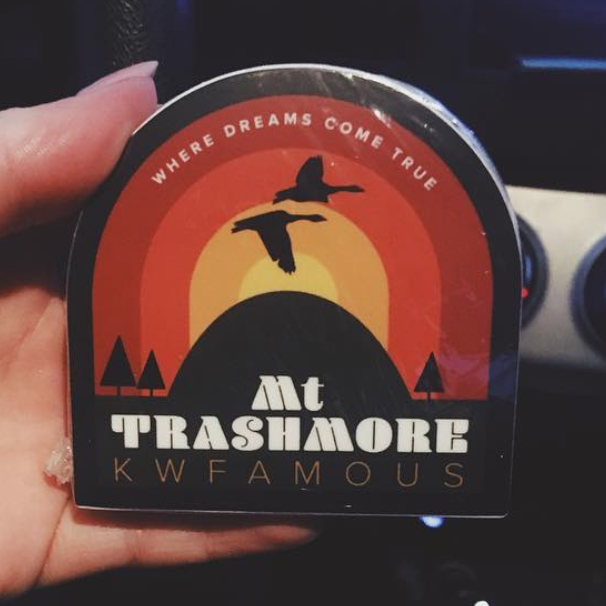 WHERE DREAMS COME TRUE
Mt
TRASHMORE
KWFAMOUS